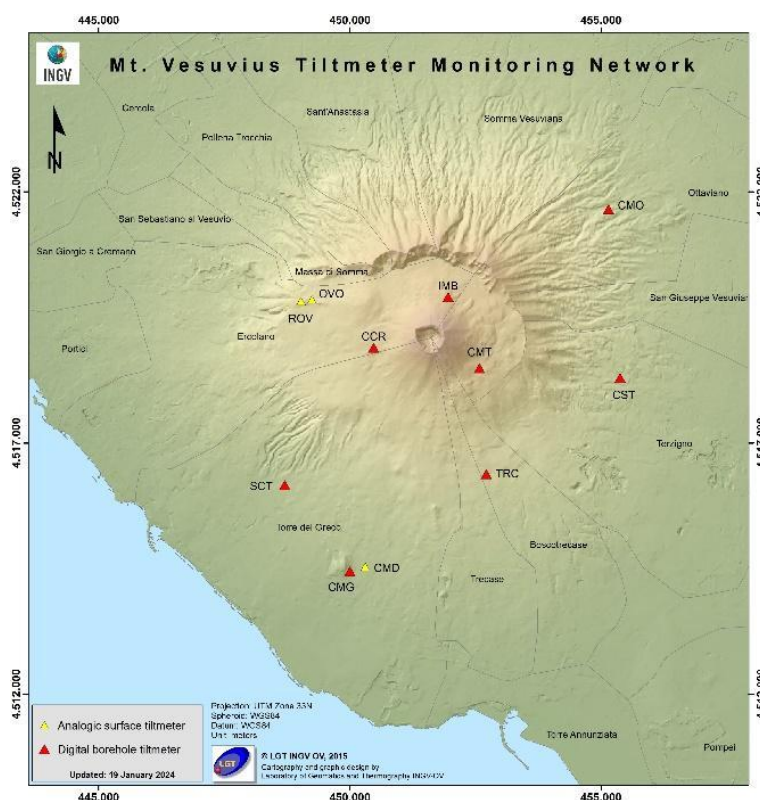 445.000 450.000 455.000
INGV
Mt. Vesuvius Tiltmeter Monitoring Network
Cercola
Sant'Anastasia
Somma Vesuviana
Pollena Trocchia
N
4.522.000
Ottaviano
4.522.000
CMO
San Sebastiano al Vesuvio
San Giorgio a Cremano
Massa di Somma
OVO
IMB
San Giuseppe Vesuviano
ROV
Ercolano
Portici
CCR
CMT
CST
4.517.000
Terzigno
4.517.000
TRC
SCT
Torre del Greco
Boscotrecase
CMD
CMG
Trecase
4.512.000
4.512.000
Analogic surface tiltmeter
Digital borehole tiltmeter
Updated: 19 January 2024
Projection: UTM Zone 33N
Spheroid: WGS84
Datum: WGS84
Unit: meters
LGT
© LGT INGV OV, 2015
Cartography and graphic design by
Laboratory of Geomatics and Thermography INGV-OV
Torre Annunziata
Pompei
445.000 450.000 455.000